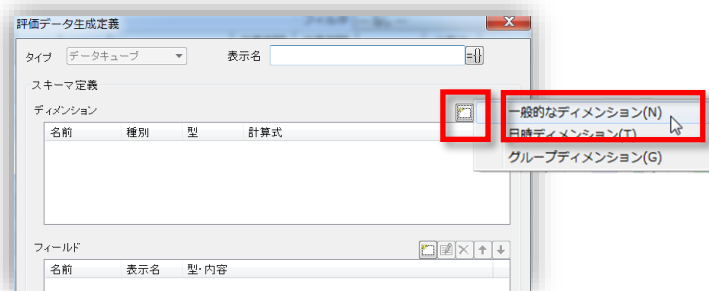 評価データ生成定義
タイプ データキューブ 表示名 ={}
スキーマ定義
ディメンション
名前 種別 型 計算式
一般的なディメンション(N)
日時ディメンション(T)
グループディメンション(G)
フィールド
名前 表示名 型・内容